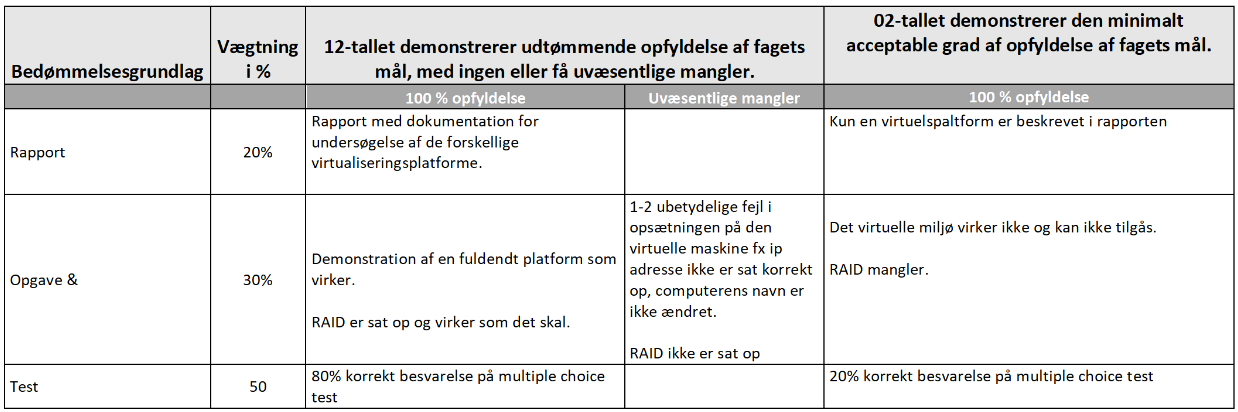 Bedømmelsesgrundlag
Vægtning
i %
12-tallet demonstrerer udtømmende opfyldelse af fagets
mål, med ingen eller få uvæsentlige mangler.
02-tallet demonstrerer den minimalt
acceptable grad af opfyldelse af fagets mål.
100 % opfyldelse
Uvæsentlige mangler
100 % opfyldelse
Rapport
20%
Rapport med dokumentation for
undersøgelse af de forskellige
virtualiseringsplatforme.
Kun en virtuelspaltform er beskrevet i rapporten
Opgave &
30%
Demonstration af en fuldendt platform som
virker.
RAID er sat op og virker som det skal.
1-2 ubetydelige fejl i
opsætningen på den
virtuelle maskine fx ip
adresse ikke er sat korrekt
op, computerens navn er
ikke ændret.
RAID ikke er sat op
Det virtuelle miljø virker ikke og kan ikke tilgås.
RAID mangler.
Test
50
80% korrekt besvarelse på multiple choice
test
20% korrekt besvarelse på multiple choice test